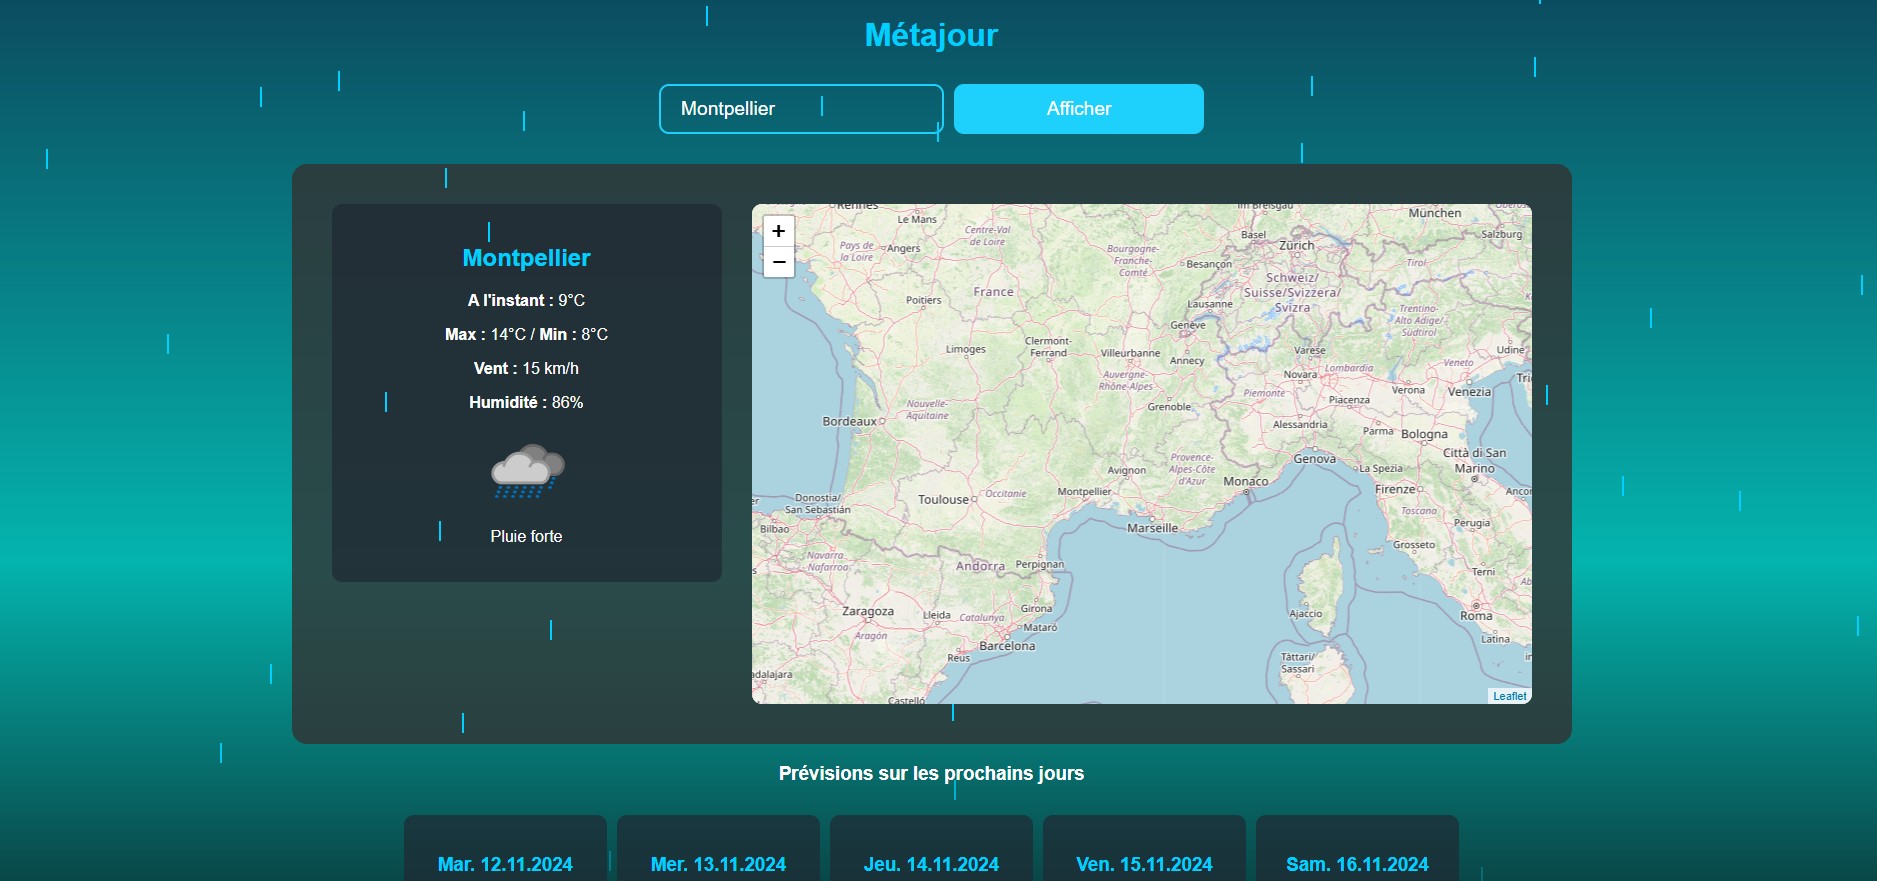 Métajour
Montpellier
Afficher
Montpellier
A l'instant : 9°C
Max : 14°C / Min : 8°C
Vent : 15 km/h
Humidité : 86%
Pluie forte
+
−
Rennes
Le Mans
Centre-Val
de Loire
Im Breisgau
München
Salzburg
Pays de
la Loire
Angers
Bourgogne-
Franche-
Comté
Besançon
Basel
Zürich
Tirol
Poitiers
France
Lausanne
Schweiz/
Suisse/Svizzera/
Svizra
Trentino-
Alto Adige/
Südtirol
Genève
Limoges
Clermont-
Ferrand
Villeurbanne
Annecy
Varese
Udine
Auvergne-
Rhône-Alpes
Novara
Lombardia
Veneto
Nouvelle-
Aquitaine
Grenoble
Piemonte
Piacenza
Verona
Venezia
Bordeaux
Alessandria
Parma
Bologna
Provence-
Alpes-Côte
d'Azur
Genova
La Spezia
Città di San
Marino
Avignon
Monaco
Firenze
Donostia/
San Sebastián
Toulouse
Occitanie
Montpellier
Marseille
Toscana
Bilbao
Perugia
Navarra
Nafarroa
Andorra
Perpignan
Grosseto
Terni
Zaragoza
Aragón
Lleida
Catalunya
Girona
Mataró
Ajaccio
Roma
Latina
Reus
Barcelona
Tàttari/
Sassari
Castelló
Leaflet
Prévisions sur les prochains jours
Mar. 12.11.2024
Mer. 13.11.2024
Jeu. 14.11.2024
Ven. 15.11.2024
Sam. 16.11.2024